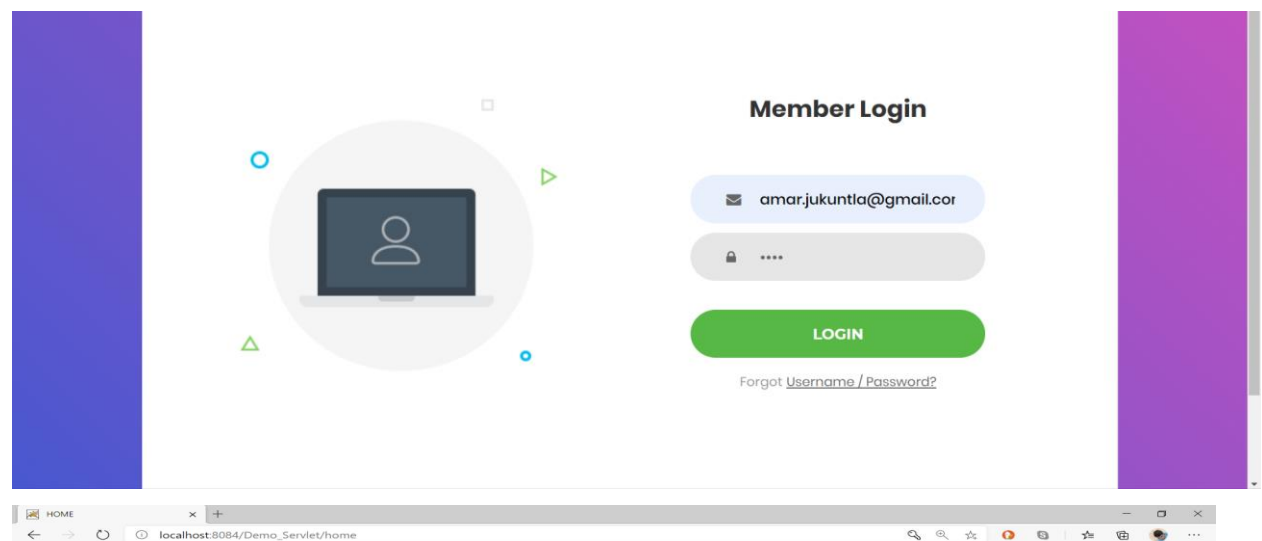 Member Login
amar.jukuntla@gmail.cor
••••
LOGIN
Forgot Username / Password?
HOME
localhost:8084/Demo_Servlet/home